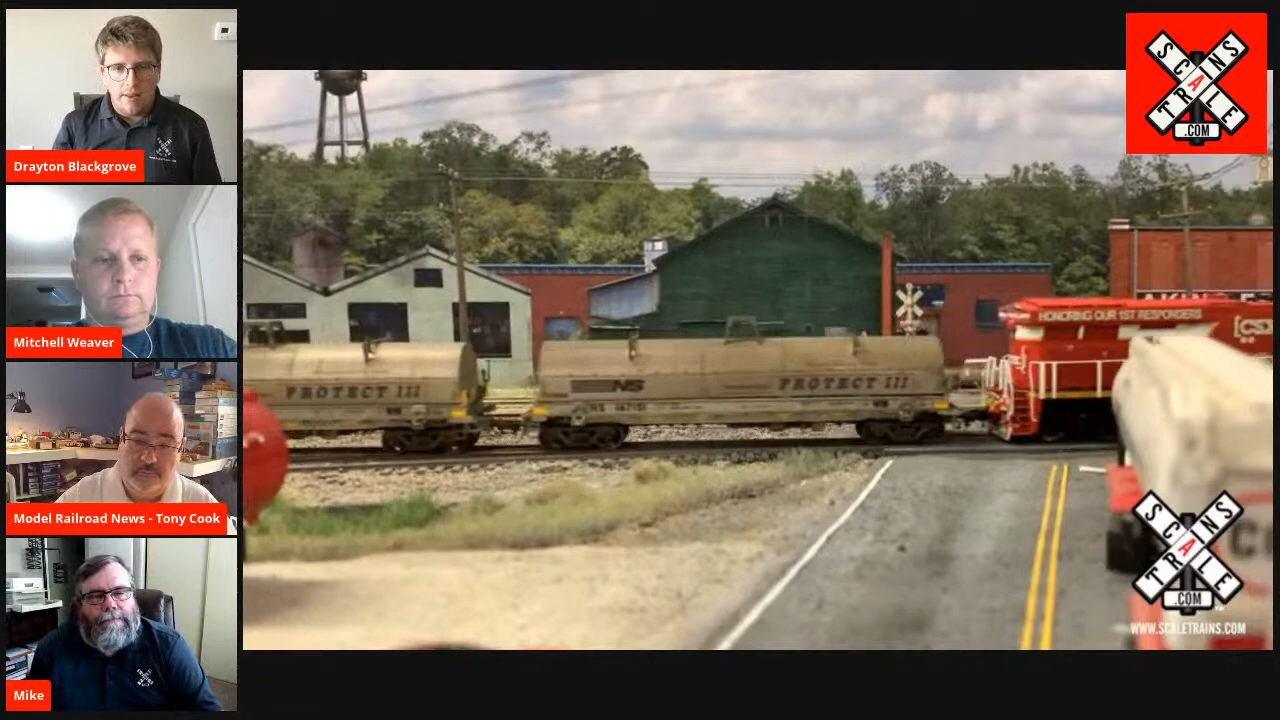 Drayton Blackgrove
Mitchell Weaver
Model Railroad News - Tony Cook
Mike
SCALE
TRAINS
.COM
HONORING OUR 1ST RESPONDERS
CSX
PROTECT III
NS
PROTECT III
NS
SCALE
TRAINS
.COM
WWW.SCALETRAINS.COM